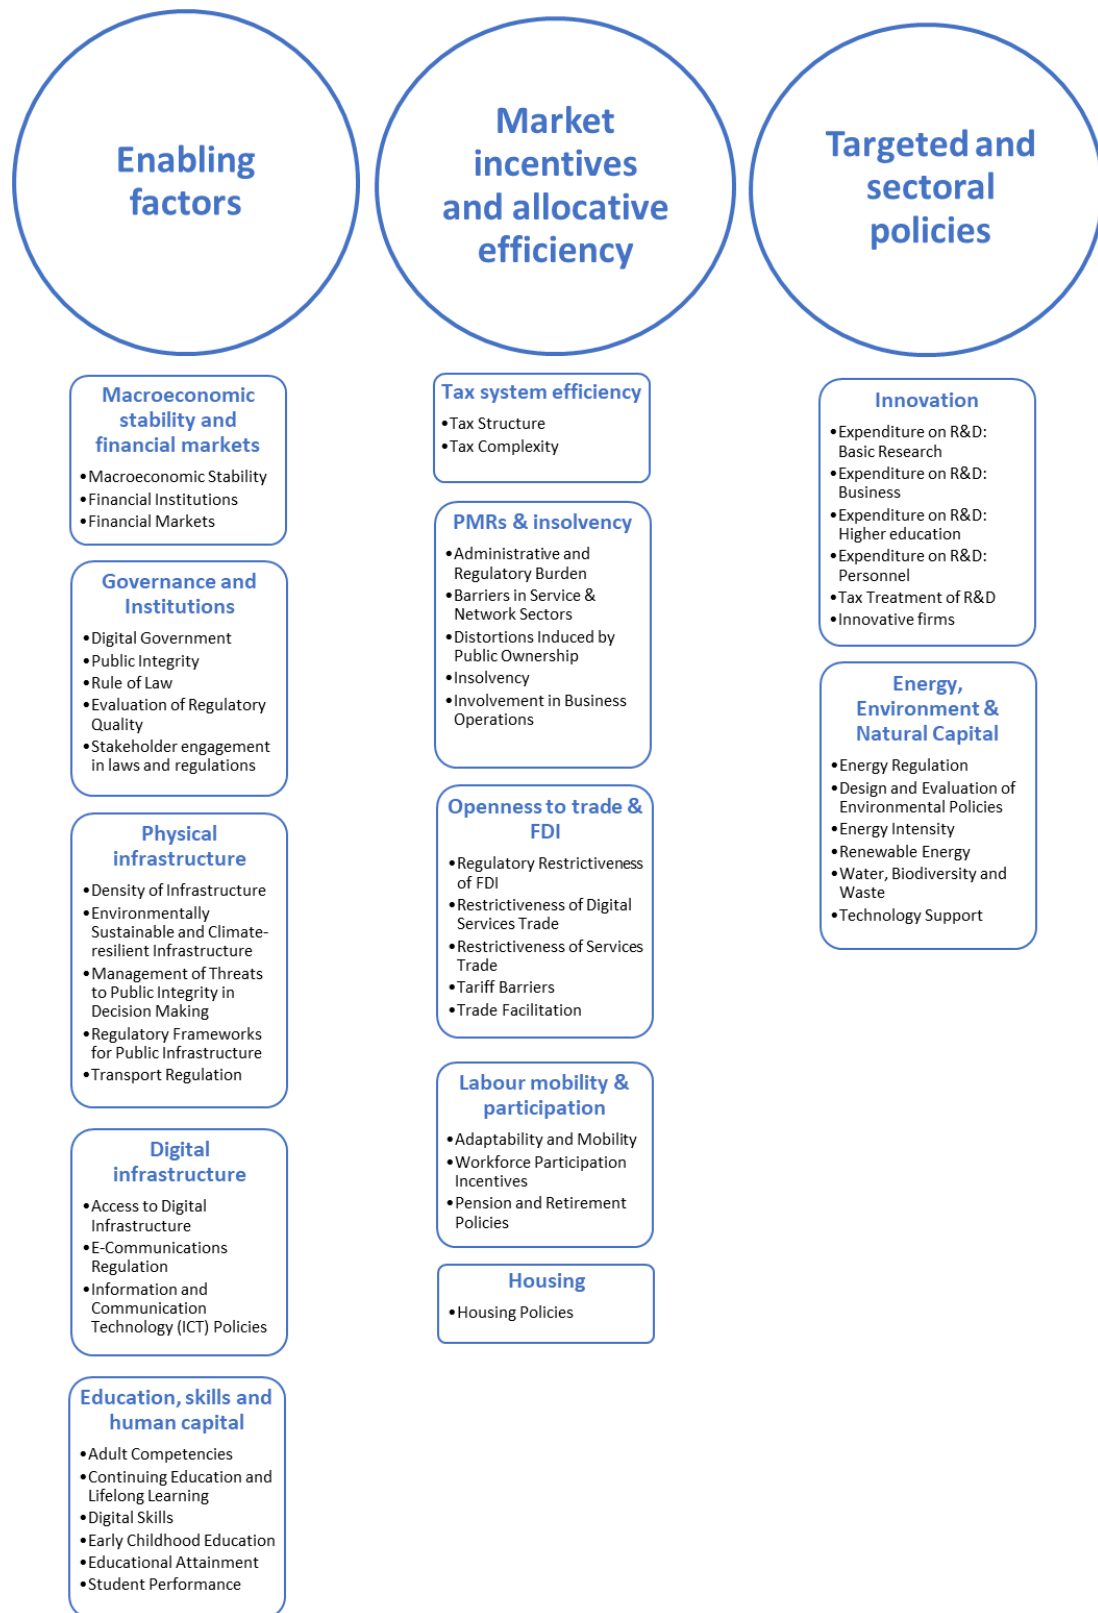 Enabling
factors
Macroeconomic
stability and
financial markets
•Macroeconomic Stability
•Financial Institutions
•Financial Markets
Governance and
Institutions
•Digital Government
•Public Integrity
•Rule of Law
•Evaluation of Regulatory
Quality
•Stakeholder engagement
in laws and regulations
Physical
infrastructure
•Density of Infrastructure
•Environmentally
Sustainable and Climate-
resilient Infrastructure
•Management of Threats
to Public Integrity in
Decision Making
•Regulatory Frameworks
for Public Infrastructure
•Transport Regulation
Digital
infrastructure
•Access to Digital
Infrastructure
•E-Communications
Regulation
•Information and
Communication
Technology (ICT) Policies
Education, skills and
human capital
•Adult Competencies
•Continuing Education and
Lifelong Learning
•Digital Skills
•Early Childhood Education
•Educational Attainment
•Student Performance
Market
incentives
and allocative
efficiency
Tax system efficiency
•Tax Structure
•Tax Complexity
PMRs & insolvency
•Administrative and
Regulatory Burden
•Barriers in Service &
Network Sectors
•Distortions Induced by
Public Ownership
•Insolvency
•Involvement in Business
Operations
Openness to trade &
FDI
•Regulatory Restrictiveness
of FDI
•Restrictiveness of Digital
Services Trade
•Restrictiveness of Services
Trade
•Tariff Barriers
•Trade Facilitation
Labour mobility &
participation
•Adaptability and Mobility
•Workforce Participation
Incentives
•Pension and Retirement
Policies
Housing
•Housing Policies
Targeted and
sectoral
policies
Innovation
•Expenditure on R&D:
Basic Research
•Expenditure on R&D:
Business
•Expenditure on R&D:
Higher education
•Expenditure on R&D:
Personnel
•Tax Treatment of R&D
•Innovative firms
Energy,
Environment &
Natural Capital
•Energy Regulation
•Design and Evaluation of
Environmental Policies
•Energy Intensity
•Renewable Energy
•Water, Biodiversity and
Waste
•Technology Support